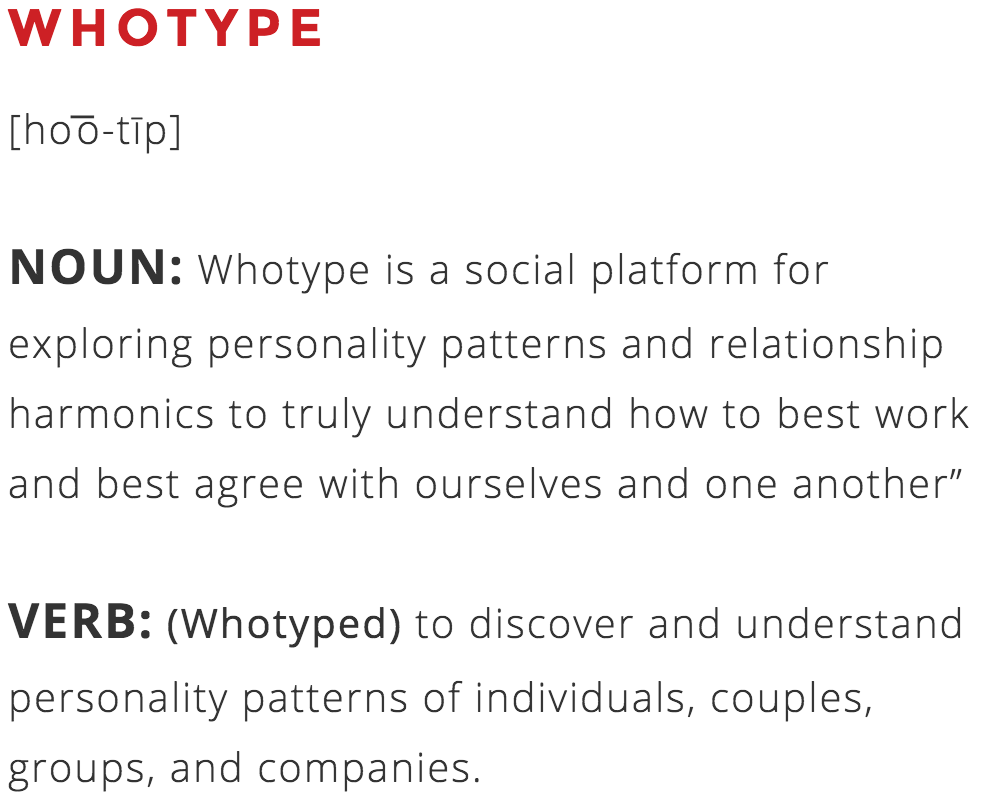 WHOTYPE
[ho͞o-tīp]
NOUN: Whotype is a social platform for
exploring personality patterns and relationship
harmonics to truly understand how to best work
and best agree with ourselves and one another”
VERB: (Whotyped) to discover and understand
personality patterns of individuals, couples,
groups, and companies.